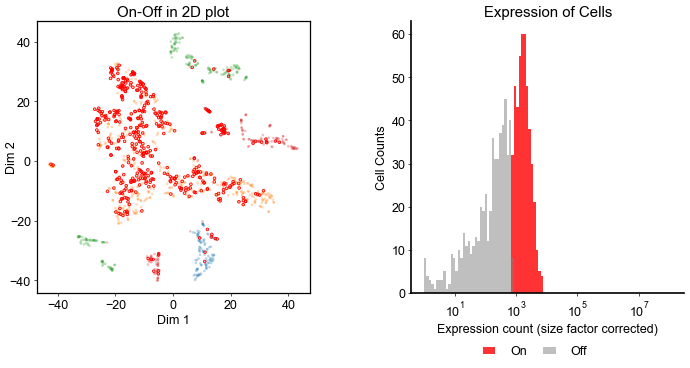 On-Off in 2D plot
Dim 2
40
20
0
−20
−40
−40 −20 0 20 40
Dim 1
Expression of Cells
Cell Counts
60
50
40
30
20
10
0
10^1 10^3 10^5 10^7
Expression count (size factor corrected)
On Off